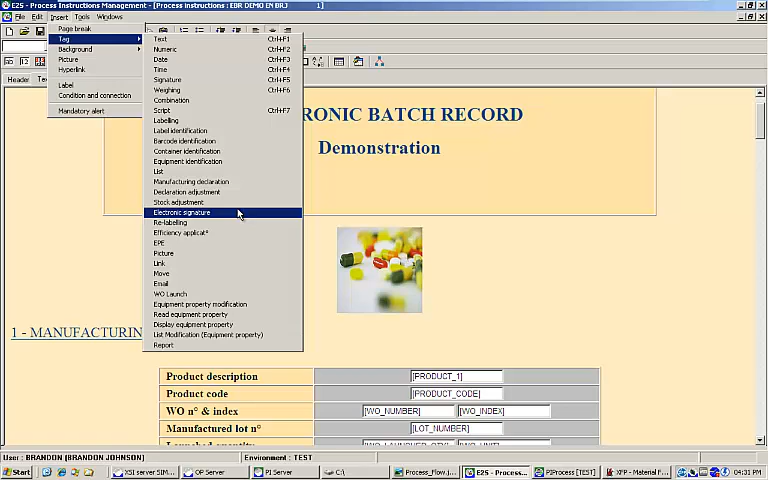 E2S - Process Instructions Management - [Process instructions : EBR DEMO EN BRJ 1]
File Edit Insert Tools Windows
Page break
Tag
Background
Picture
Hyperlink
Label
Condition and connection
Mandatory alert
Text Ctrl+F1
Numeric Ctrl+F2
Date Ctrl+F3
Time Ctrl+F4
Signature Ctrl+F5
Weighing Ctrl+F6
Combination
Script Ctrl+F7
Labelling
Label identification
Barcode identification
Container identification
Equipment identification
List
Manufacturing declaration
Declaration adjustment
Stock adjustment
Electronic signature
Re-labelling
Efficiency applicat°
EPE
Picture
Link
Move
Email
WO Launch
Equipment property modification
Read equipment property
Display equipment property
List Modification (Equipment property)
Report
Header
RONIC BATCH RECORD
Demonstration
1 - MANUFACTURIN
Product description [PRODUCT_1]
Product code [PRODUCT_CODE]
WO n° & index [WO_NUMBER] [WO_INDEX]
Manufactured lot n° [LOT_NUMBER]
User : BRANDON (BRANDON JOHNSON) Environment : TEST
Start XSI server SIM... OP Server PI Server C:\ Process_Flow.j... E2S - Process... PIProcess [TEST] XFP - Material F... 04:31 PM